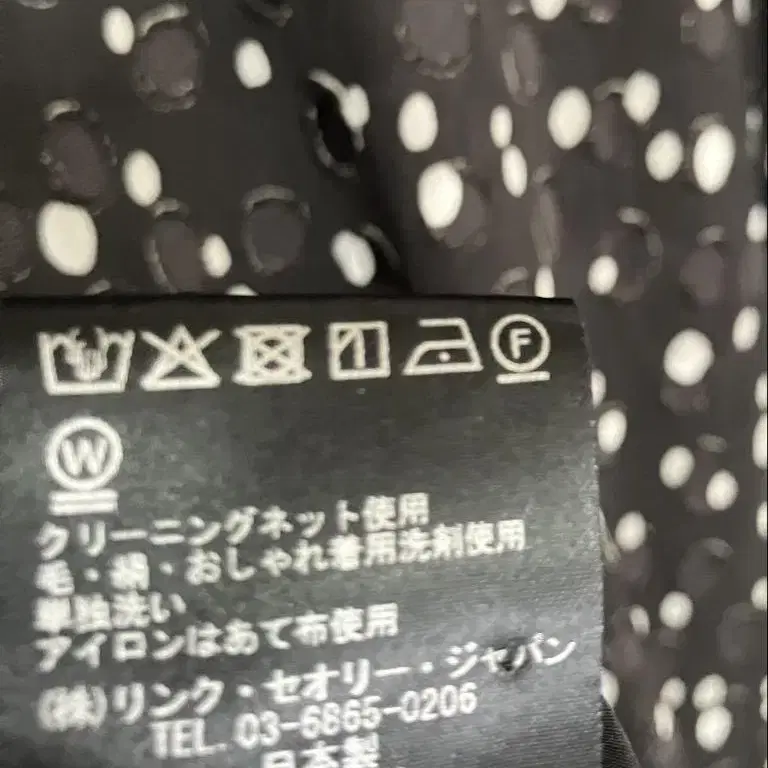 F
W
クリーニングネット使用
毛・絹・おしゃれ着用洗剤使用
単独洗い
アイロンはあて布使用
(株)リンク・セオリー・ジャパン
TEL. 03-6865-0206
日本製